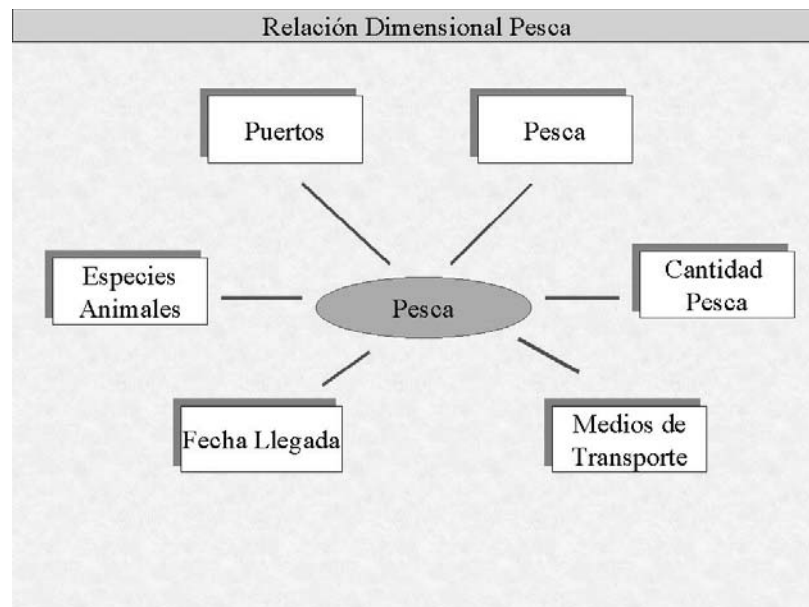 Relación Dimensional Pesca
Puertos
Pesca
Especies
Animales
Pesca
Cantidad
Pesca
Fecha Llegada
Medios de
Transporte